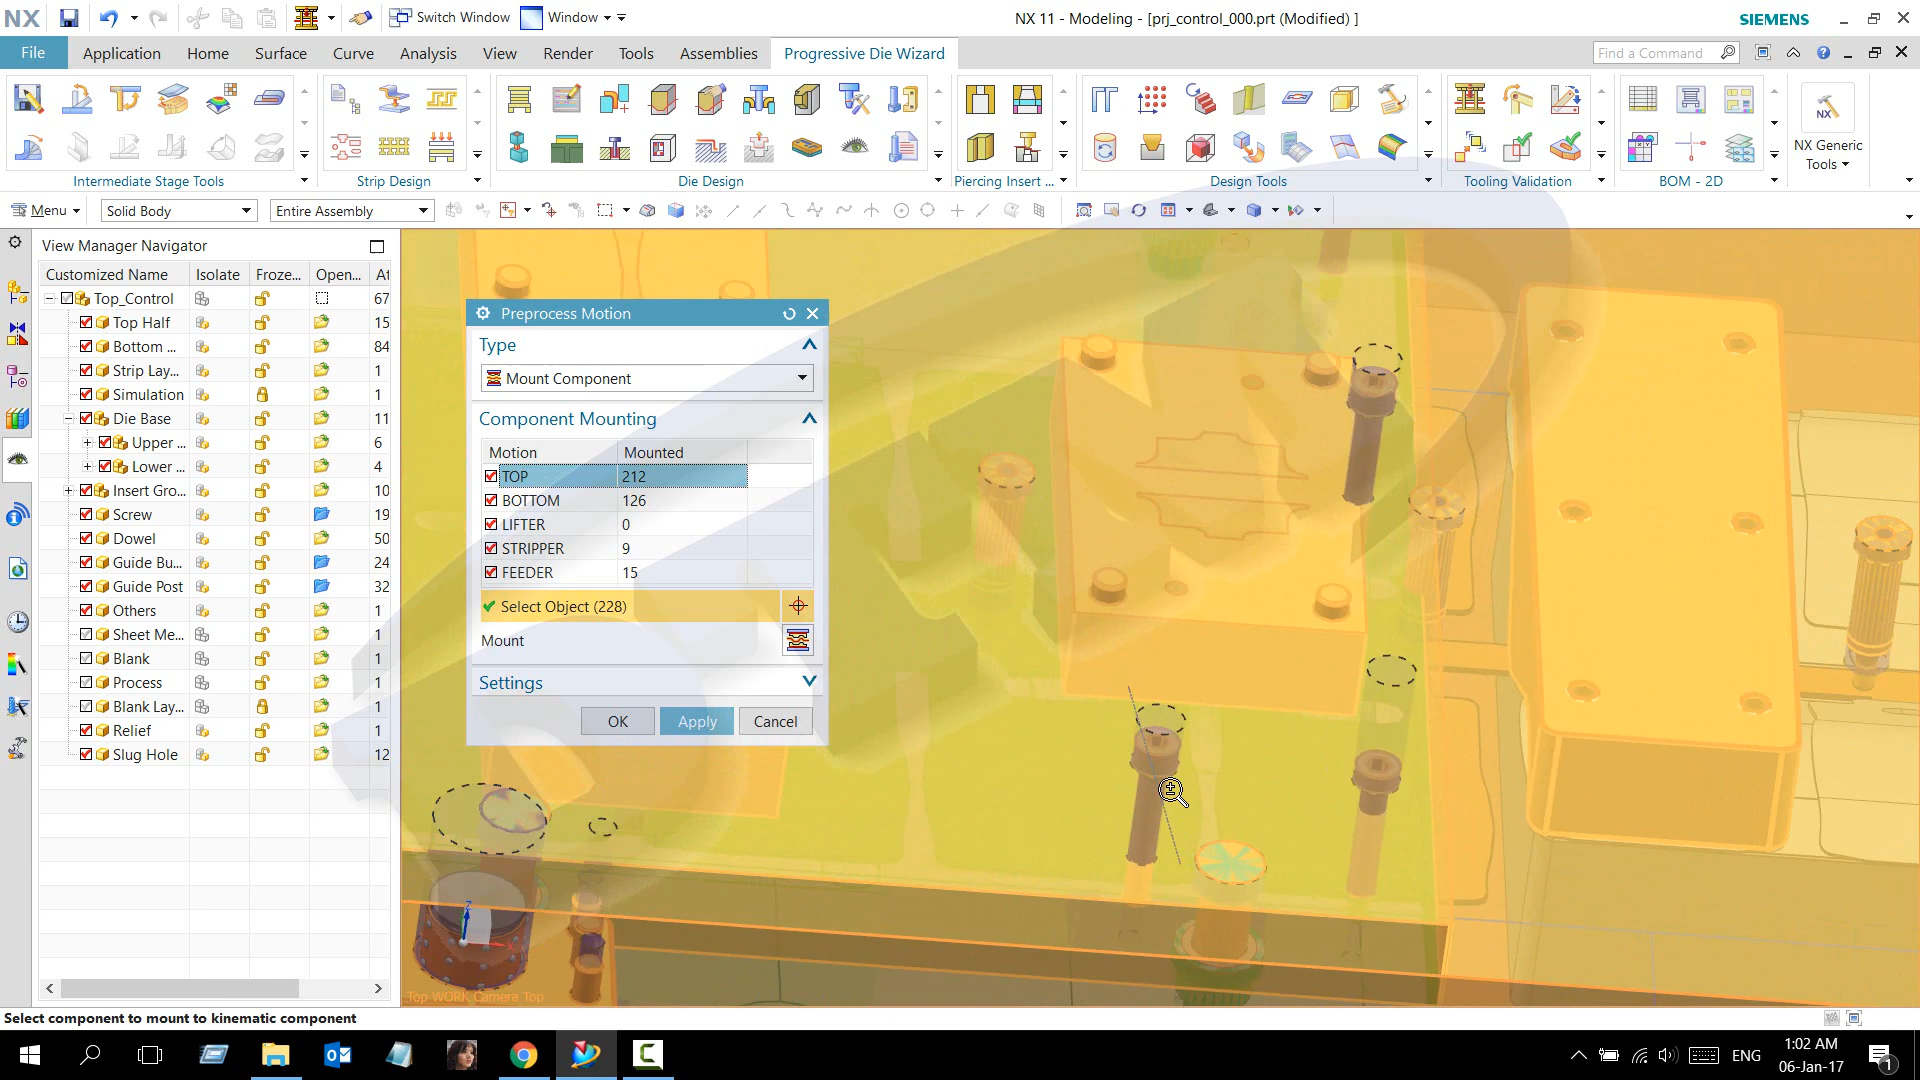 NX
Switch Window
Window
NX 11 - Modeling - [prj_control_000.prt (Modified) ]
SIEMENS
File
Application
Home
Surface
Curve
Analysis
View
Render
Tools
Assemblies
Progressive Die Wizard
Find a Command
NX
NX Generic
Tools
Intermediate Stage Tools
Strip Design
Die Design
Piercing Insert ...
Design Tools
Tooling Validation
BOM - 2D
Menu
Solid Body
Entire Assembly
View Manager Navigator
Customized Name
Isolate
Froze...
Open...
At
Top_Control
67
Top Half
15
Bottom ...
84
Strip Lay...
1
Simulation
1
Die Base
11
Upper ...
6
Lower ...
4
Insert Gro...
10
Screw
19
Dowel
50
Guide Bu...
24
Guide Post
32
Others
1
Sheet Me...
1
Blank
1
Process
1
Blank Lay...
1
Relief
1
Slug Hole
12
Preprocess Motion
Type
Mount Component
Component Mounting
Motion
Mounted
TOP
212
BOTTOM
126
LIFTER
0
STRIPPER
9
FEEDER
15
Select Object (228)
Mount
Settings
OK
Apply
Cancel
Z
Top WORK Camera Top
Select component to mount to kinematic component
ENG
1:02 AM
06-Jan-17
1